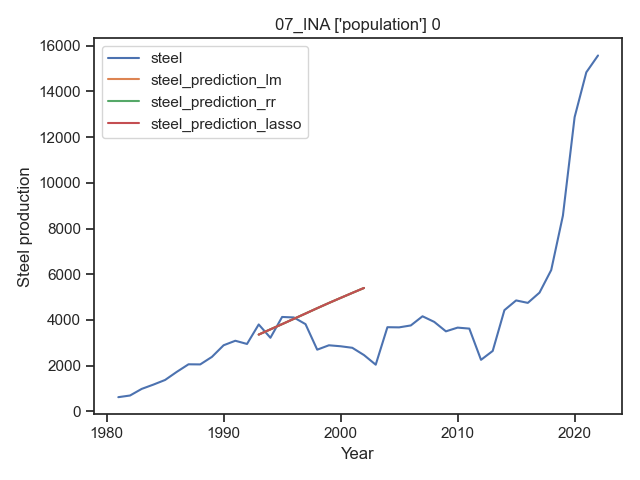 07_INA ['population'] 0
steel
steel_prediction_lm
steel_prediction_rr
steel_prediction_lasso
16000
14000
12000
10000
8000
6000
4000
2000
0
Steel production
1980
1990
2000
2010
2020
Year